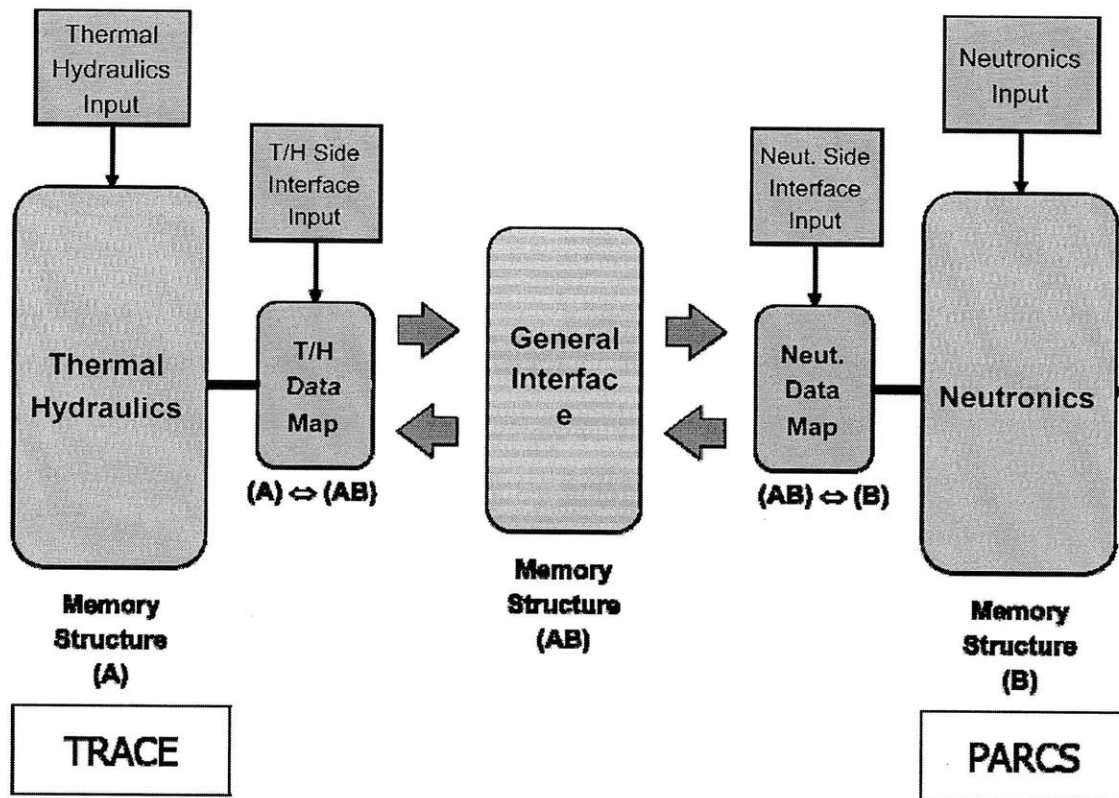 Thermal
Hydraulics
Input
Neutronics
Input
T/H Side
Interface
Input
Neut. Side
Interface
Input
Thermal
Hydraulics
T/H
Data
Map
General
Interfac
e
Neut.
Data
Map
Neutronics
(A) ⇔ (AB)
(AB) ⇔ (B)
Memory
Structure
(A)
Memory
Structure
(AB)
Memory
Structure
(B)
TRACE
PARCS